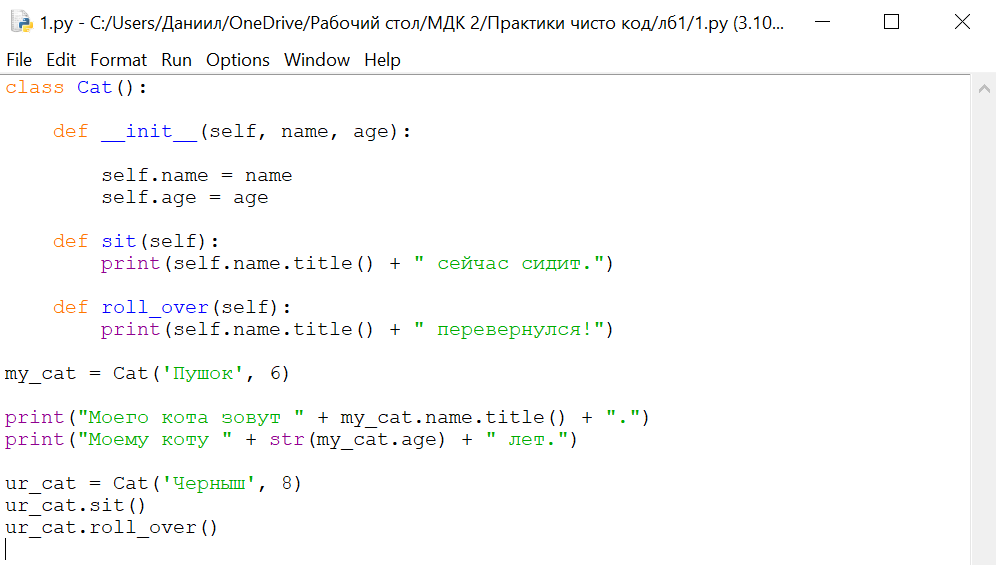 1.py - C:/Users/Даниил/OneDrive/Рабочий стол/МДК 2/Практики чисто код/лб1/1.py (3.10...
File Edit Format Run Options Window Help
class Cat():
    def __init__(self, name, age):
        self.name = name
        self.age = age
    def sit(self):
        print(self.name.title() + " сейчас сидит.")
    def roll_over(self):
        print(self.name.title() + " перевернулся!")
my_cat = Cat('Пушок', 6)
print("Моего кота зовут " + my_cat.name.title() + ".")
print("Моему коту " + str(my_cat.age) + " лет.")
ur_cat = Cat('Черныш', 8)
ur_cat.sit()
ur_cat.roll_over()